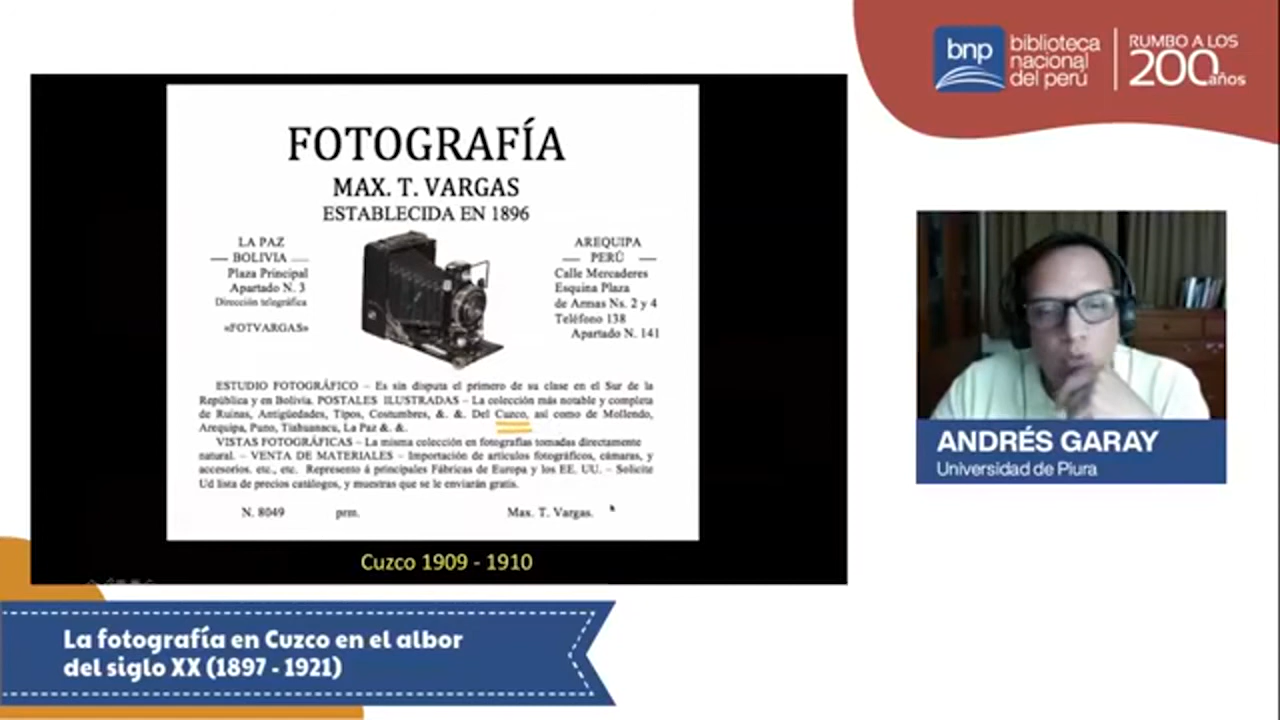 bnp
biblioteca
nacional
del perú
RUMBO A LOS
200 años
FOTOGRAFÍA
MAX. T. VARGAS
ESTABLECIDA EN 1896
LA PAZ
— BOLIVIA —
Plaza Principal
Apartado N. 3
Dirección telegráfica
«FOTVARGAS»
AREQUIPA
— PERÚ —
Calle Mercaderes
Esquina Plaza
de Armas Ns. 2 y 4
Teléfono 138
Apartado N. 141
ESTUDIO FOTOGRÁFICO – Es sin disputa el primero de su clase en el Sur de la
República y en Bolivia. POSTALES ILUSTRADAS – La colección más notable y completa
de Ruinas, Antigüedades, Tipos, Costumbres, &. &. Del Cuzco, así como de Mollendo,
Arequipa, Puno, Tiahuanacu, La Paz &. &.
VISTAS FOTOGRÁFICAS – La misma colección en fotografías tomadas directamente
natural. – VENTA DE MATERIALES – Importación de artículos fotográficos, cámaras, y
accesorios. etc., etc. Represento á principales Fábricas de Europa y los EE. UU. – Solicite
Ud lista de precios catálogos, y muestras que se le enviarán gratis.
N. 8049 prm. Max. T. Vargas.
Cuzco 1909 - 1910
ANDRÉS GARAY
Universidad de Piura
La fotografía en Cuzco en el albor
del siglo XX (1897 - 1921)